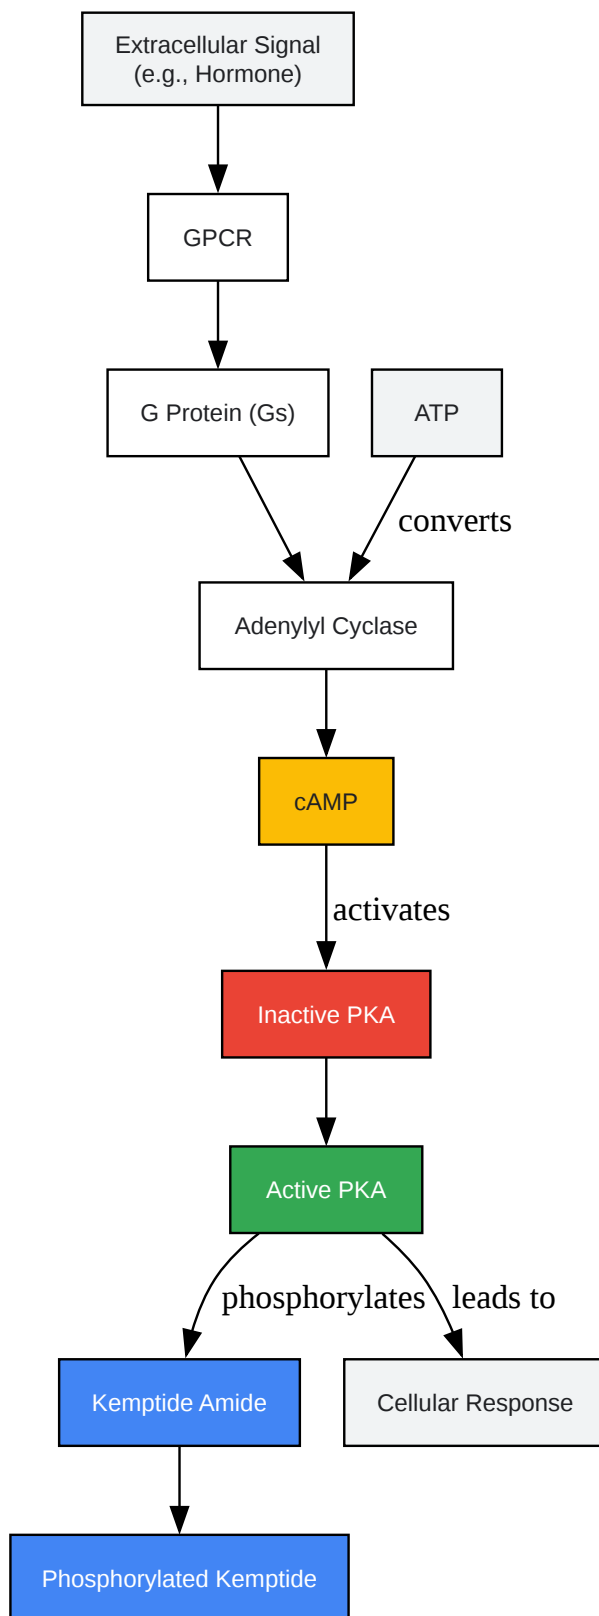 Extracellular Signal
(e.g., Hormone)
GPCR
G Protein (Gs)
ATP
converts
Adenylyl Cyclase
cAMP
activates
Inactive PKA
Active PKA
phosphorylates
leads to
Kemptide Amide
Cellular Response
Phosphorylated Kemptide